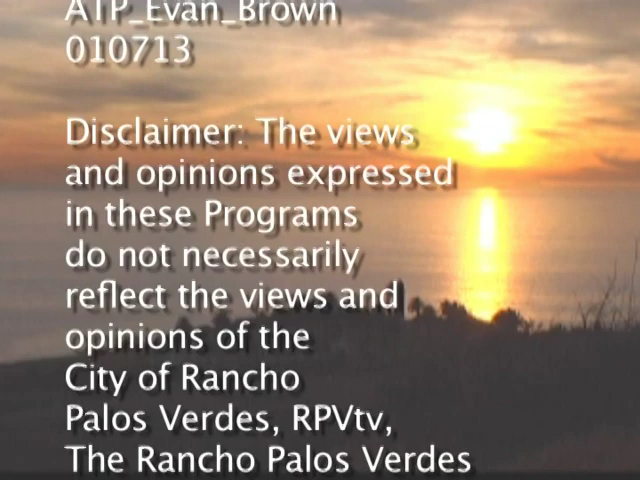 ATP_Evan_Brown
010713
Disclaimer: The views
and opinions expressed
in these Programs
do not necessarily
reflect the views and
opinions of the
City of Rancho
Palos Verdes, RPVtv,
The Rancho Palos Verdes